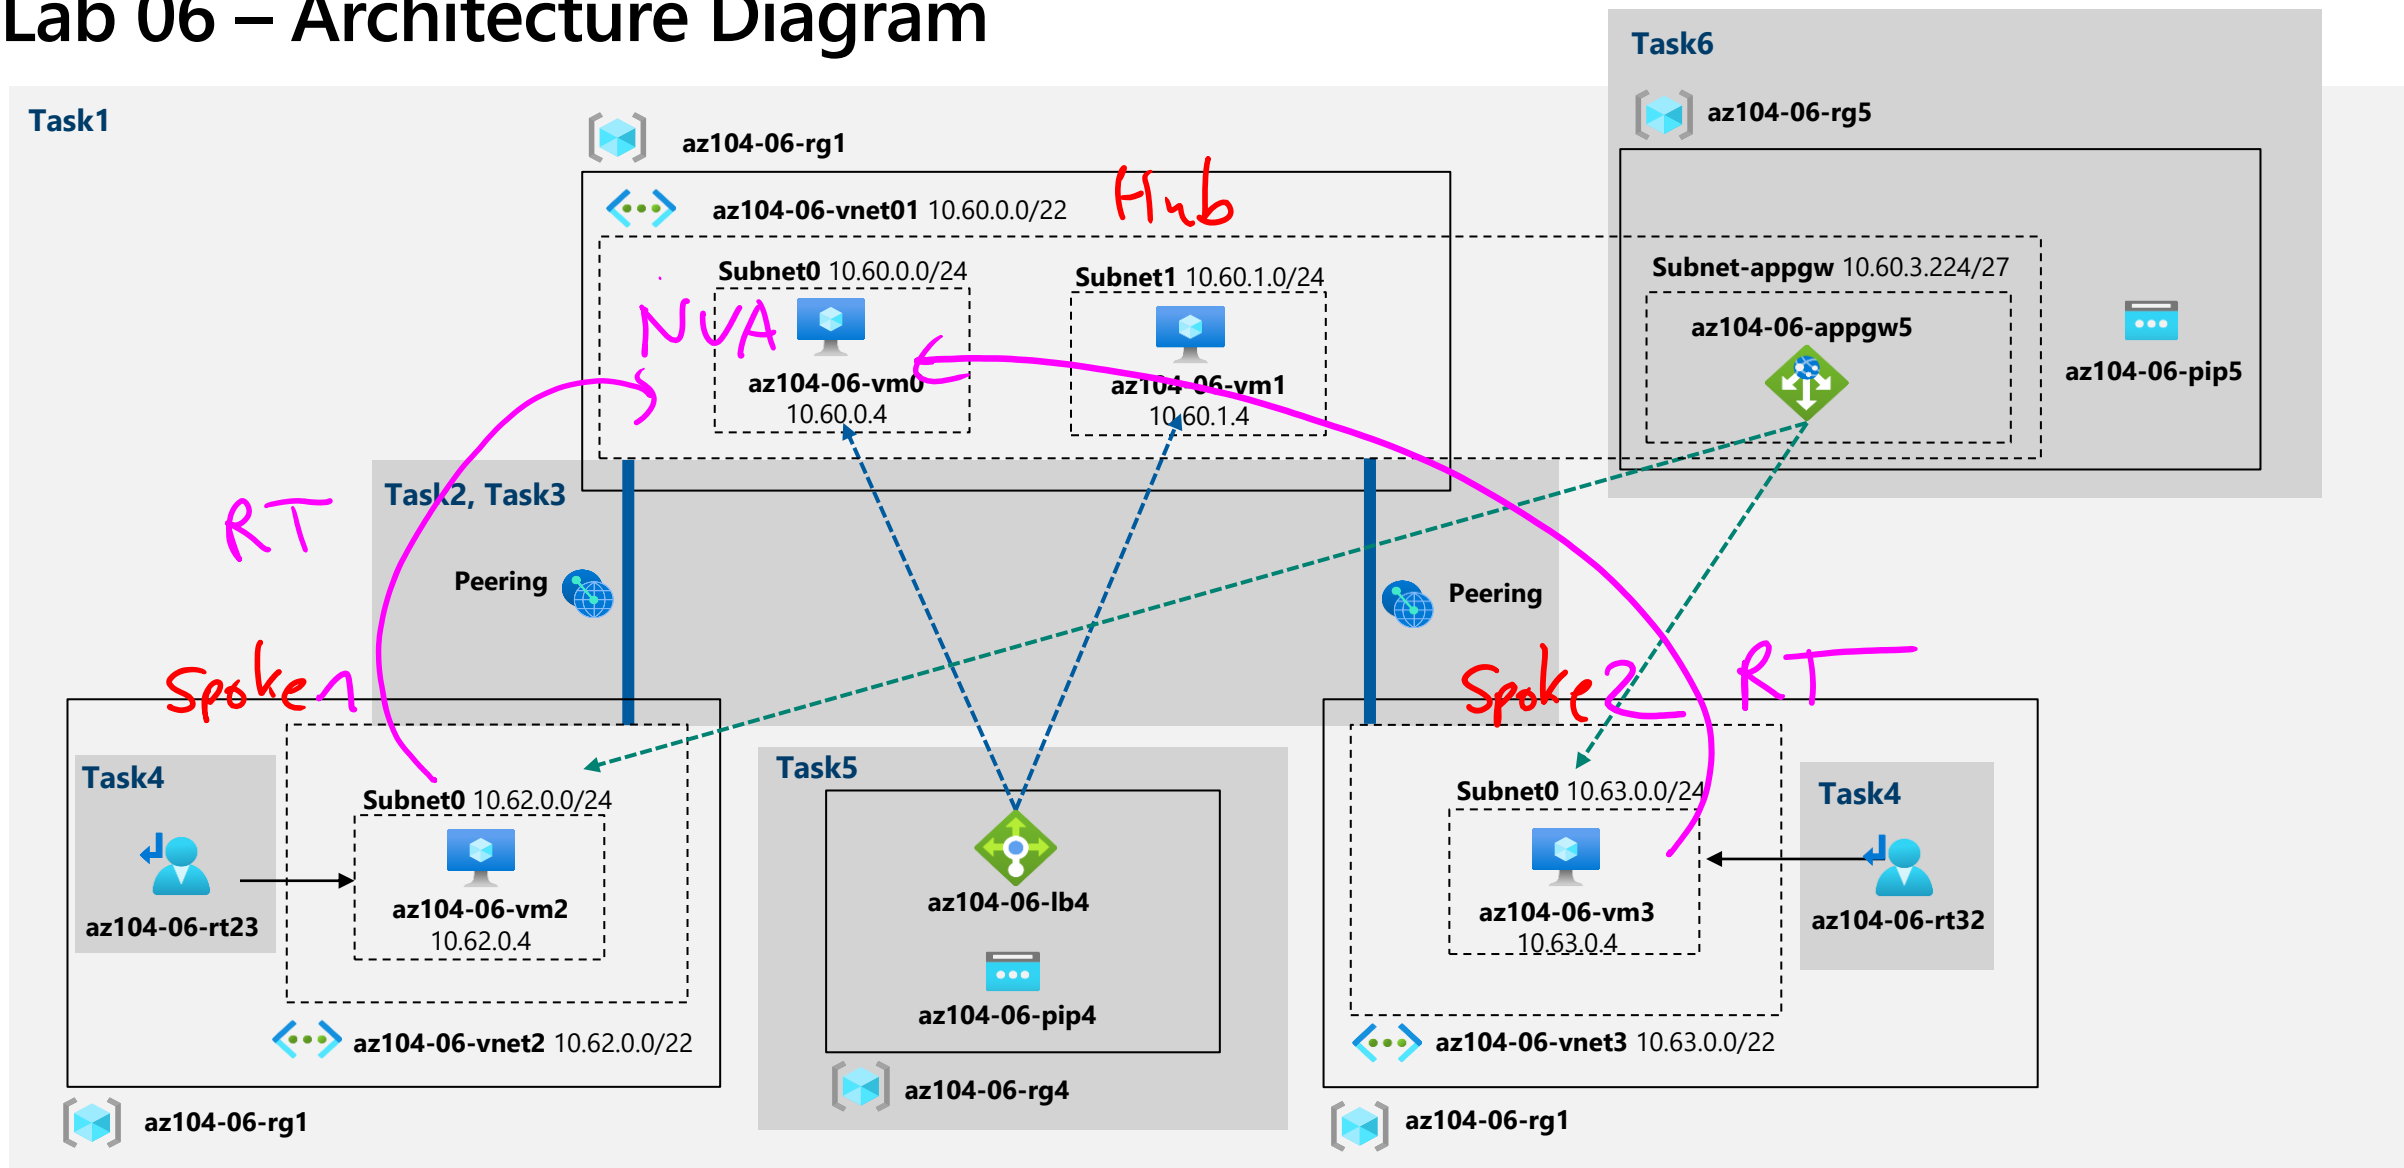 Lab 06 – Architecture Diagram
Task1
az104-06-rg1
az104-06-vnet01 10.60.0.0/22
Hub
Subnet0 10.60.0.0/24
NVA
az104-06-vm0
10.60.0.4
Subnet1 10.60.1.0/24
az104-06-vm1
10.60.1.4
Task6
az104-06-rg5
Subnet-appgw 10.60.3.224/27
az104-06-appgw5
az104-06-pip5
Task2, Task3
RT
Peering
Peering
Spoke 1
Spoke 2
RT
Task4
az104-06-rt23
Subnet0 10.62.0.0/24
az104-06-vm2
10.62.0.4
az104-06-vnet2 10.62.0.0/22
az104-06-rg1
Task5
az104-06-lb4
az104-06-pip4
az104-06-rg4
Subnet0 10.63.0.0/24
az104-06-vm3
10.63.0.4
Task4
az104-06-rt32
az104-06-vnet3 10.63.0.0/22
az104-06-rg1